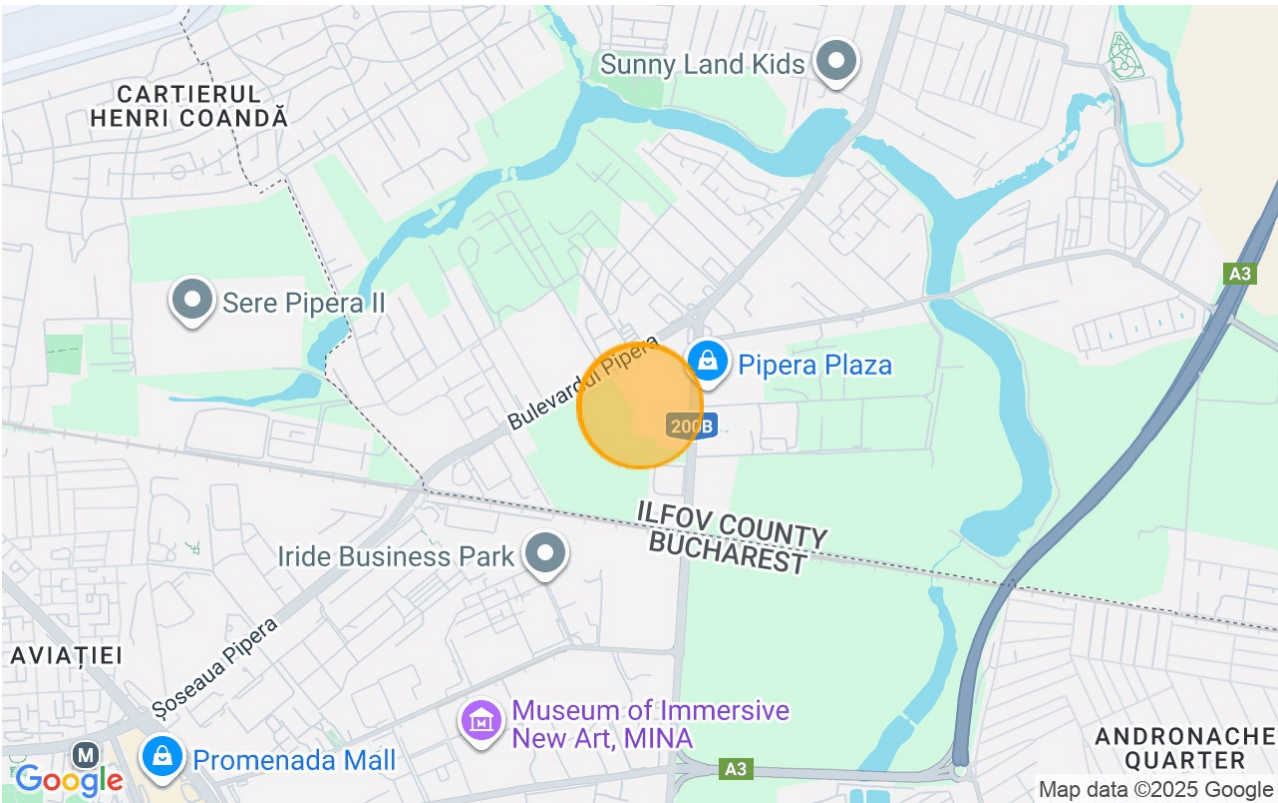 Sunny Land Kids
CARTIERUL
HENRI COANDĂ
A3
Sere Pipera II
Bulevardul Pipera
Pipera Plaza
200B
ILFOV COUNTY
BUCHAREST
Iride Business Park
AVIAȚIEI
Șoseaua Pipera
Museum of Immersive
New Art, MINA
ANDRONACHE
QUARTER
M
Promenada Mall
A3
Google
Map data ©2025 Google